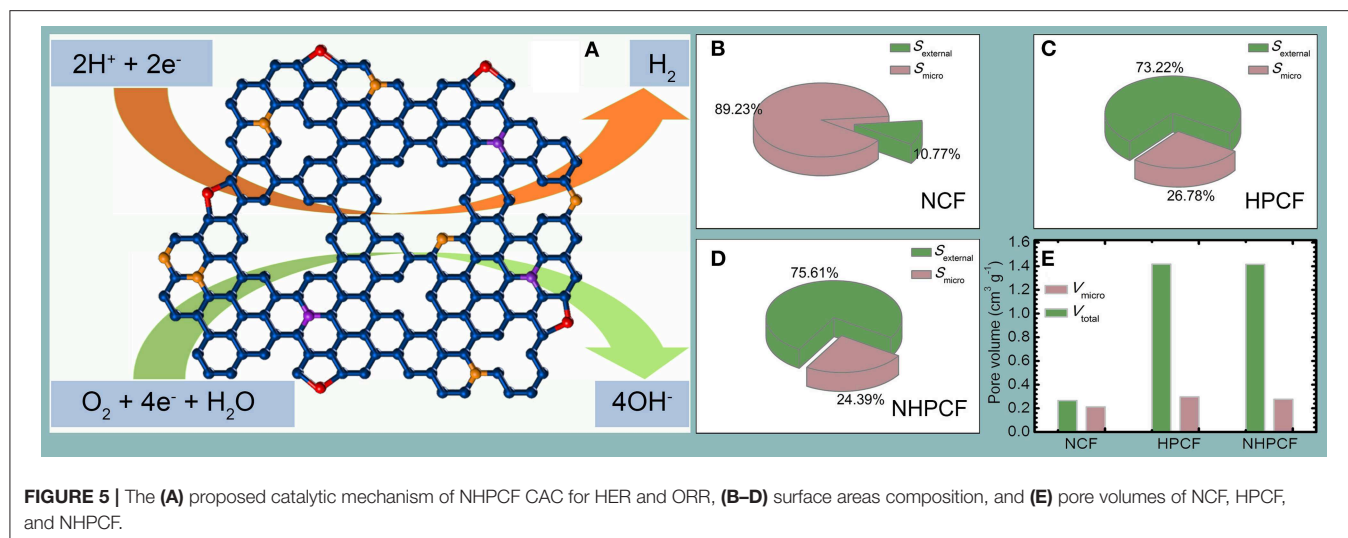 A
2H⁺ + 2e⁻
H₂
O₂ + 4e⁻ + H₂O
4OH⁻
B
S_external
S_micro
89.23%
10.77%
NCF
C
S_external
S_micro
73.22%
26.78%
HPCF
D
S_external
S_micro
75.61%
24.39%
NHPCF
E
Pore volume (cm³ g⁻¹)
1.6
1.4
1.2
1.0
0.8
0.6
0.4
0.2
0.0
V_micro
V_total
NCF HPCF NHPCF
FIGURE 5 | The (A) proposed catalytic mechanism of NHPCF CAC for HER and ORR, (B–D) surface areas composition, and (E) pore volumes of NCF, HPCF,
and NHPCF.